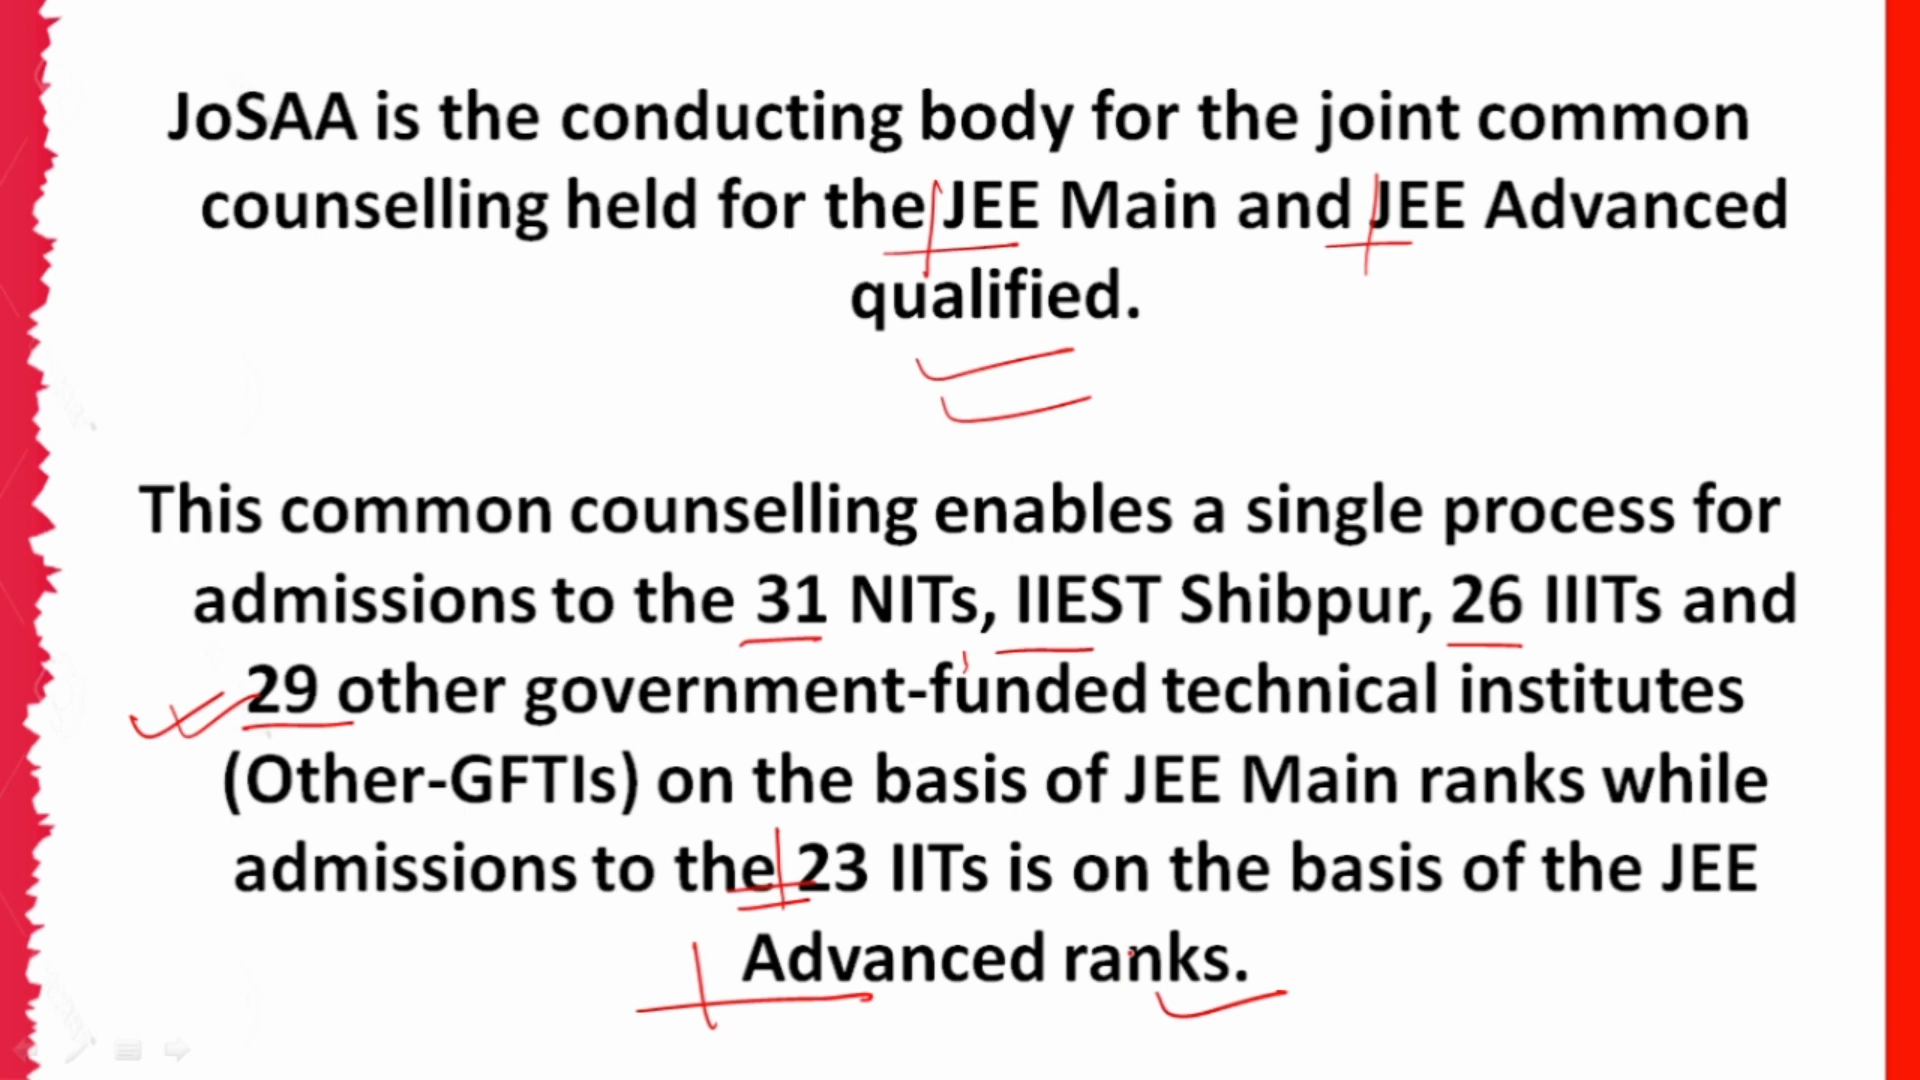 JoSAA is the conducting body for the joint common
counselling held for the JEE Main and JEE Advanced
qualified.
This common counselling enables a single process for
admissions to the 31 NITs, IIEST Shibpur, 26 IIITs and
29 other government-funded technical institutes
(Other-GFTIs) on the basis of JEE Main ranks while
admissions to the 23 IITs is on the basis of the JEE
Advanced ranks.